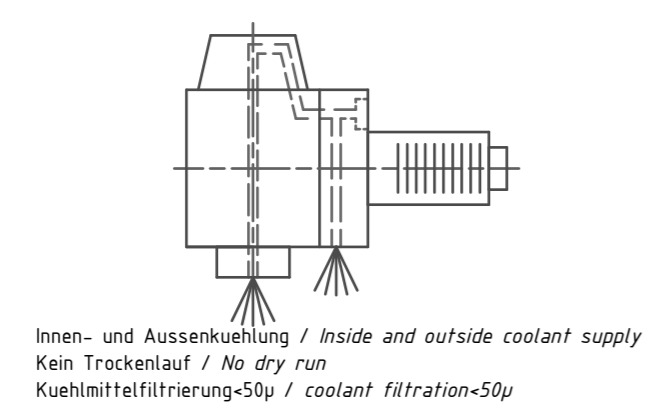 Innen- und Aussenkuehlung / Inside and outside coolant supply
Kein Trockenlauf / No dry run
Kuehlmittelfiltrierung<50µ / coolant filtration<50µ